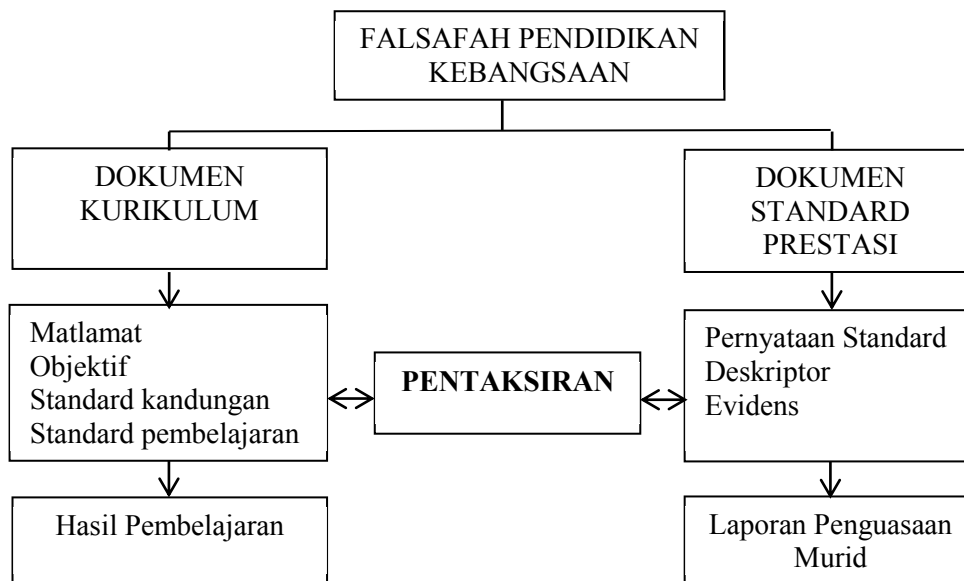 FALSAFAH PENDIDIKAN
KEBANGSAAN
DOKUMEN
KURIKULUM
DOKUMEN
STANDARD
PRESTASI
Matlamat
Objektif
Standard kandungan
Standard pembelajaran
PENTAKSIRAN
Pernyataan Standard
Deskriptor
Evidens
Hasil Pembelajaran
Laporan Penguasaan
Murid